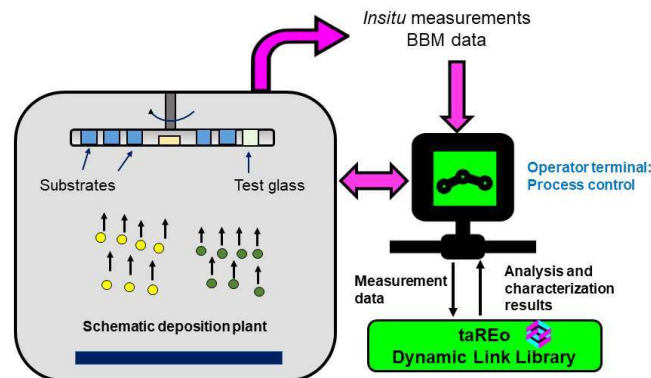 Insitu measurements
BBM data
Substrates
Test glass
Operator terminal:
Process control
Measurement
data
Analysis and
characterization
results
Schematic deposition plant
taREo
Dynamic Link Library